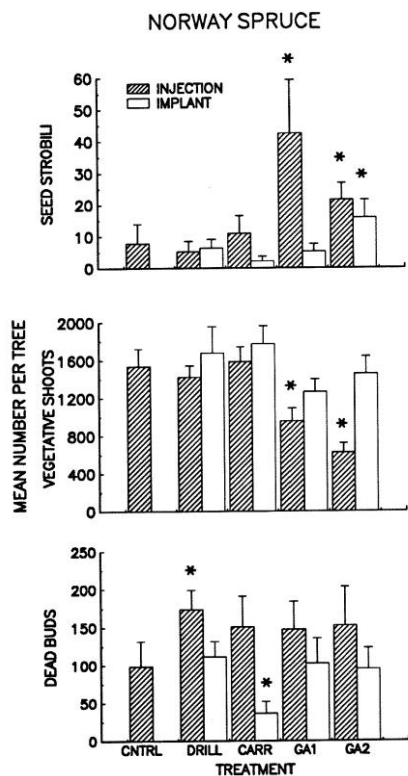 NORWAY SPRUCE
SEED STROBILI
60
50
40
30
20
10
0
INJECTION
IMPLANT
*
*
*
MEAN NUMBER PER TREE
VEGETATIVE SHOOTS
2000
1600
1200
800
400
0
*
*
DEAD BUDS
250
200
150
100
50
0
*
*
CNTRL DRILL CARR GA1 GA2
TREATMENT